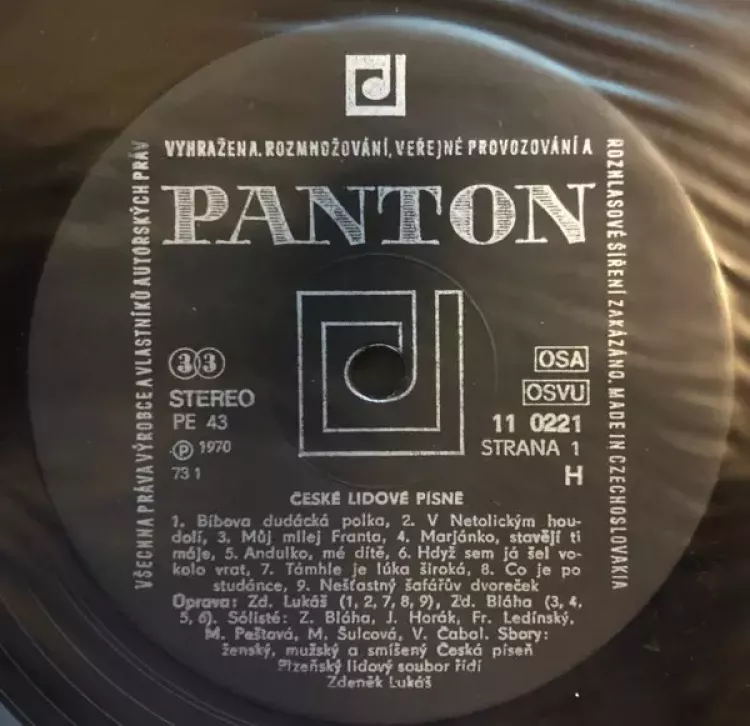 VYHRAŽENA. ROZMNOŽOVÁNÍ, VEŘEJNÉ PROVOZOVÁNÍ A
ROZHLASOVÉ ŠÍŘENÍ ZAKÁZÁNO. MADE IN CZECHOSLOVAKIA
VŠECHNA PRÁVA VÝROBCE A VLASTNÍKŮ AUTORSKÝCH PRÁV
PANTON
33
STEREO
PE 43
Ⓟ 1970
73 1
OSA
OSVU
11 0221
STRANA 1
H
ČESKÉ LIDOVÉ PÍSNĚ
1. Bíbova dudácká polka, 2. V Netolickým hou-
dolí, 3. Můj milej Franta, 4. Marjánko, stavějí ti
máje, 5. Andulko, mé dítě, 6. Hdyž sem já šel vo-
kolo vrat, 7. Támhle je lúka široká, 8. Co je po
studánce, 9. Nešťastný šafářův dvoreček
Oprava: Zd. Lukáš (1, 2, 7, 8, 9), Zd. Bláha (3, 4,
5, 6). Sólisté: Z. Bláha, J. Horák, Fr. Ledínský,
M. Peštová, M. Šulcová, V. Čabal. Sbory:
ženský, mužský a smíšený Česká píseň
Plzeňský lidový soubor řídí
Zdeněk Lukáš